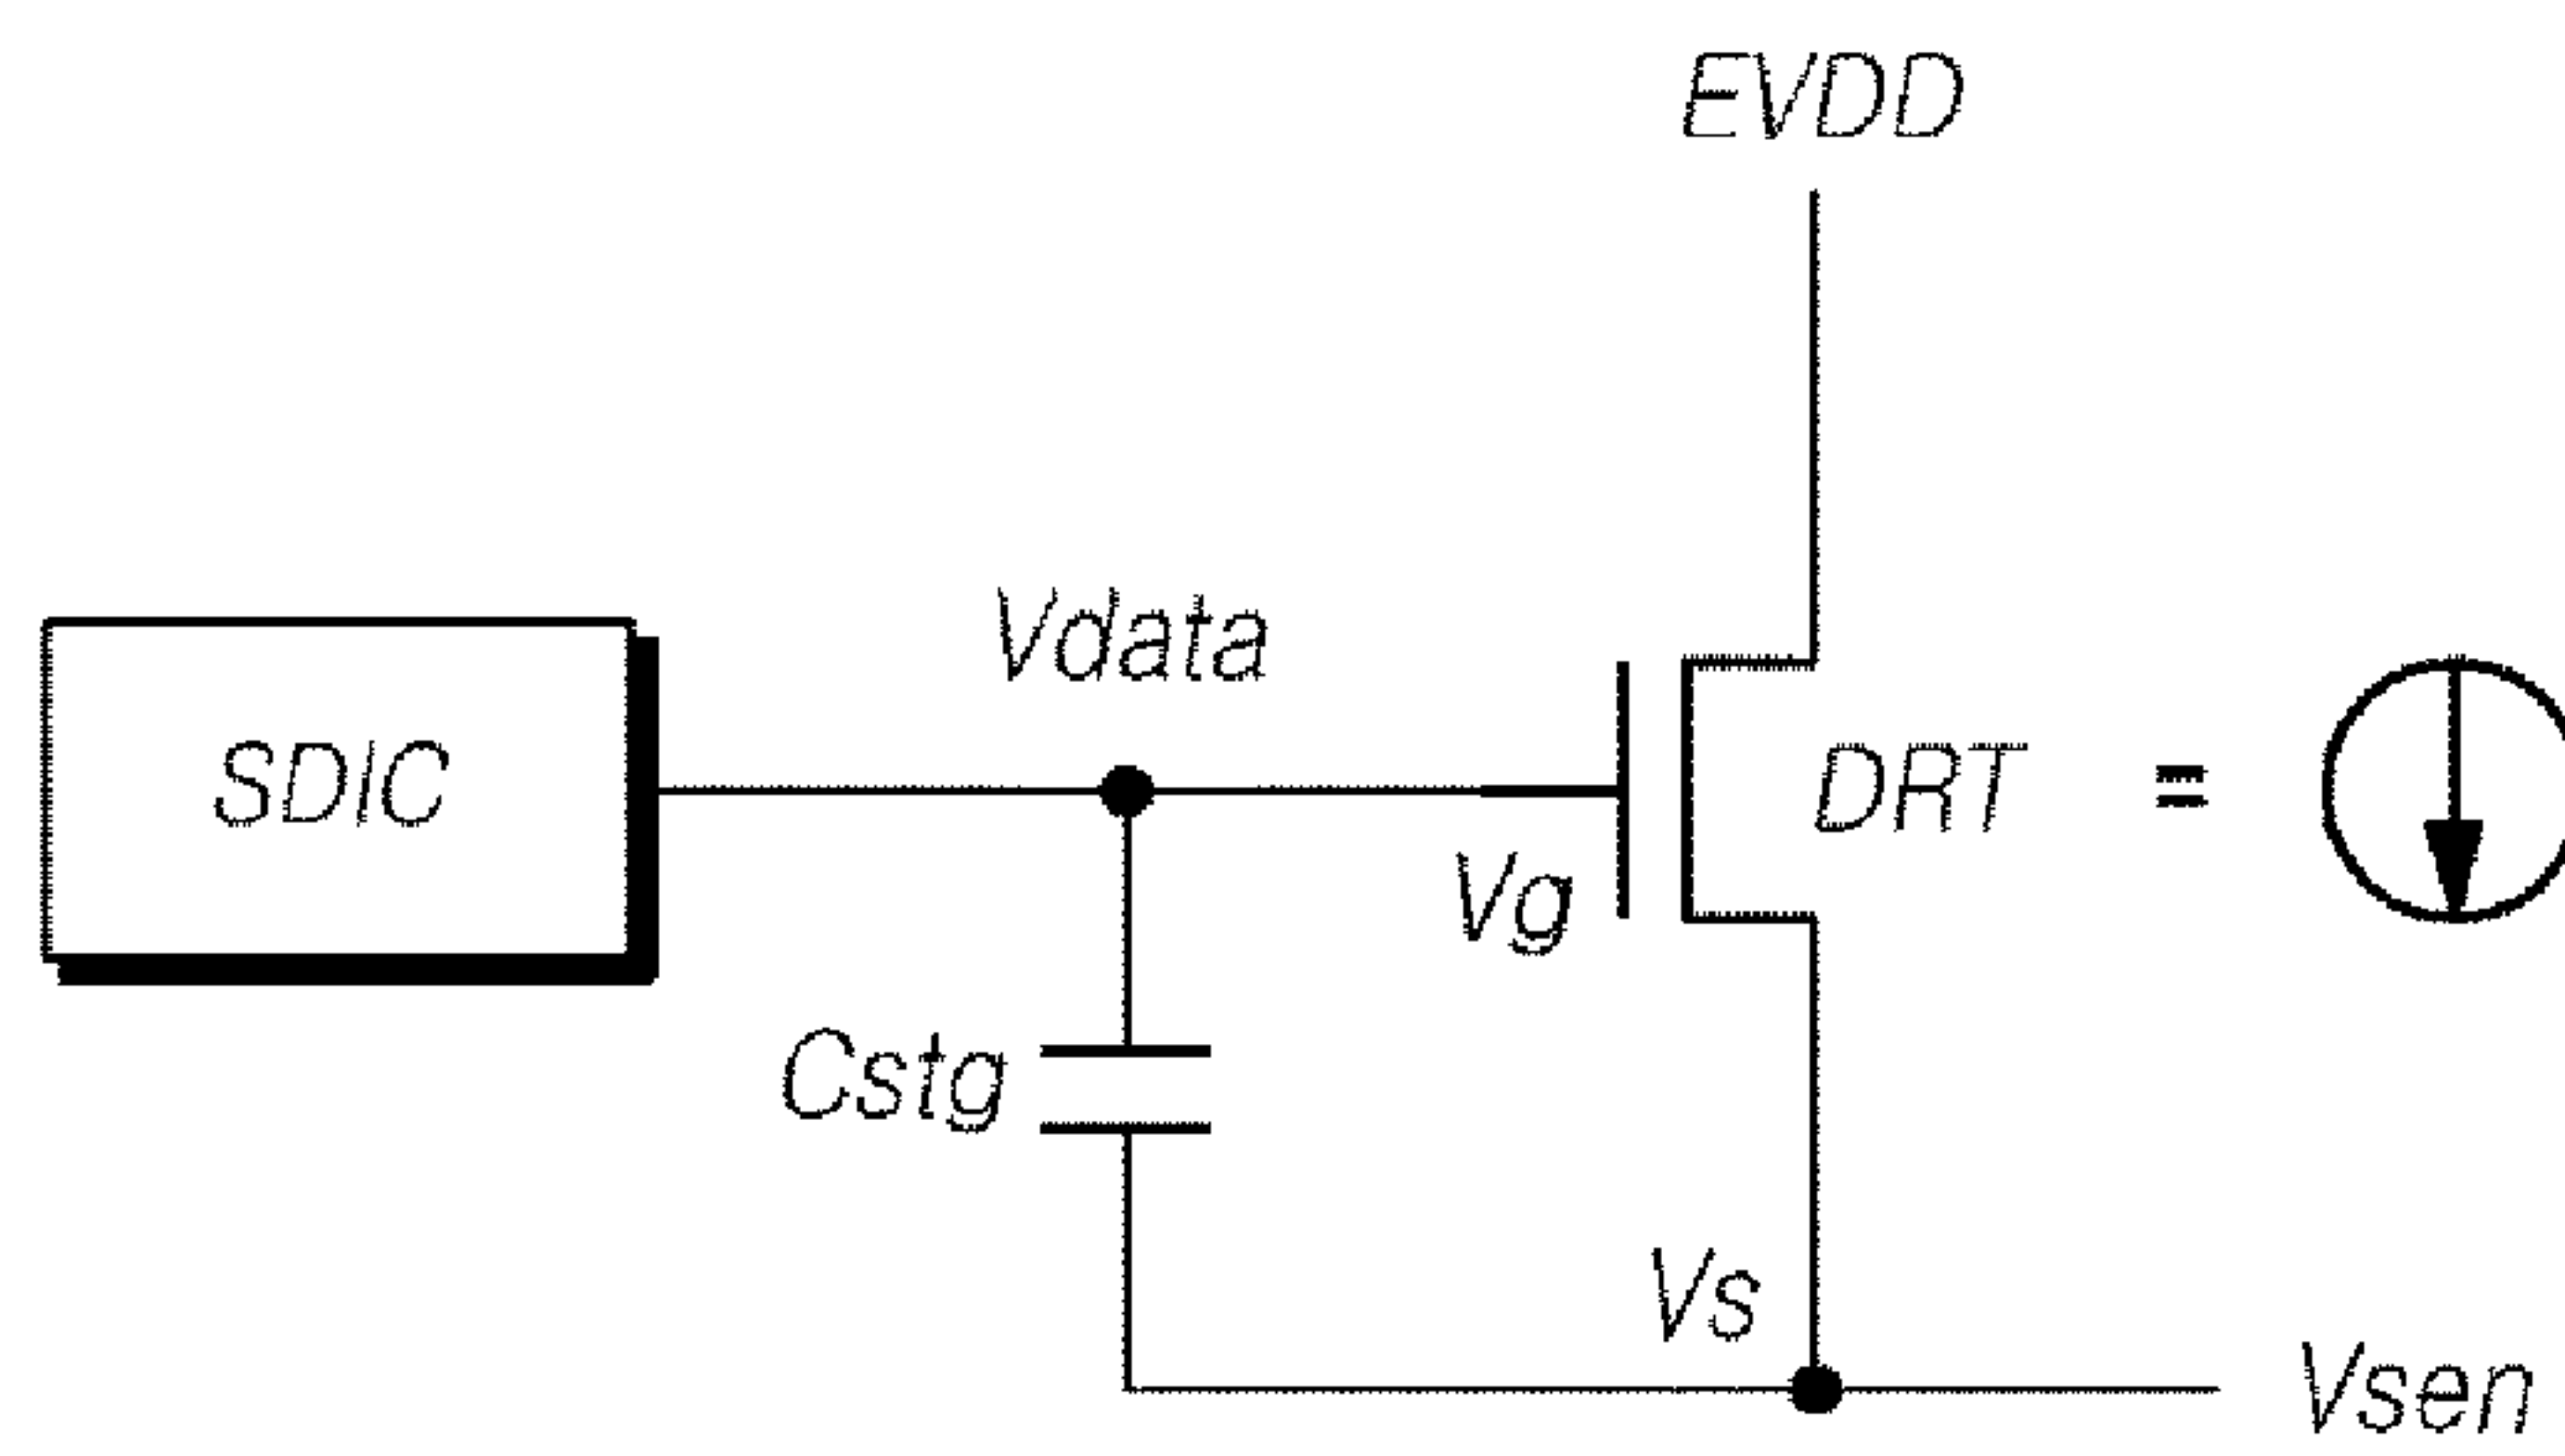 EVDD
Vdata
SDIC
DRT =
Vg
Cstg
Vs
Vsen